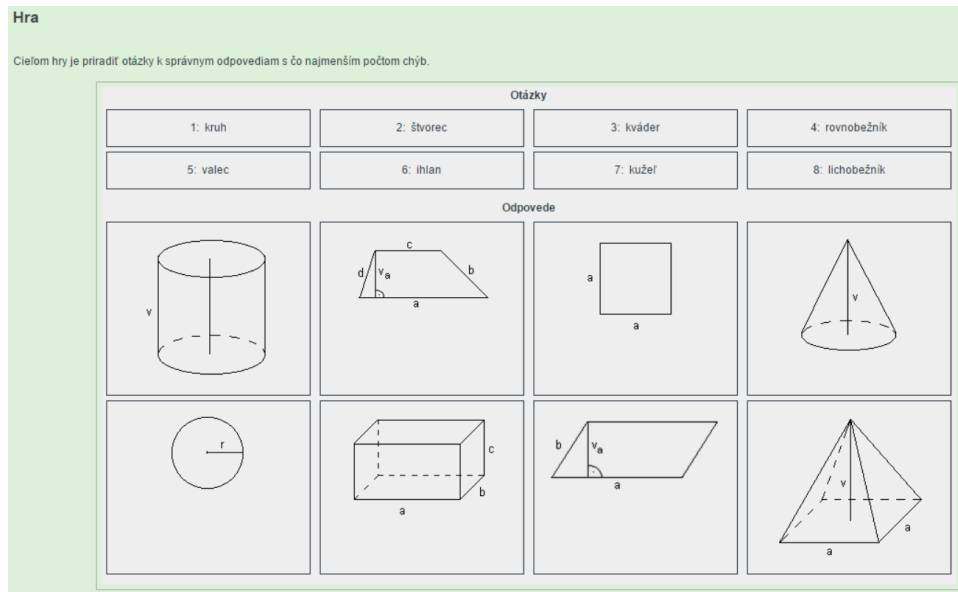 Hra
Cieľom hry je priradiť otázky k správnym odpovediam s čo najmenším počtom chýb.
Otázky
1: kruh
2: štvorec
3: kváder
4: rovnobežník
5: valec
6: ihlan
7: kužeľ
8: lichobežník
Odpovede
v
c
d
va
b
a
a
a
v
r
c
b
a
b
va
a
v
a
a